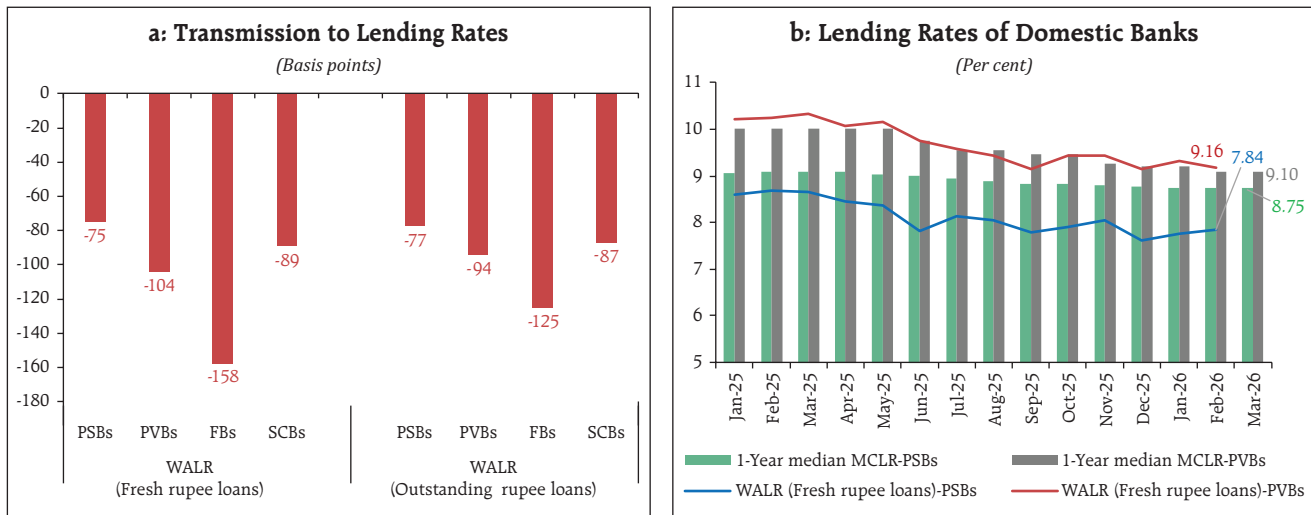 a: Transmission to Lending Rates
(Basis points)
0
-20
-40
-60
-80
-100
-120
-140
-160
-180
-75
-104
-158
-89
-77
-94
-125
-87
PSBs PVBs FBs SCBs PSBs PVBs FBs SCBs
WALR WALR
(Fresh rupee loans) (Outstanding rupee loans)
b: Lending Rates of Domestic Banks
(Per cent)
11
10
9
8
7
6
5
9.16
7.84
9.10
8.75
Jan-25
Feb-25
Mar-25
Apr-25
May-25
Jun-25
Jul-25
Aug-25
Sep-25
Oct-25
Nov-25
Dec-25
Jan-26
Feb-26
Mar-26
1-Year median MCLR-PSBs 1-Year median MCLR-PVBs
WALR (Fresh rupee loans)-PSBs WALR (Fresh rupee loans)-PVBs